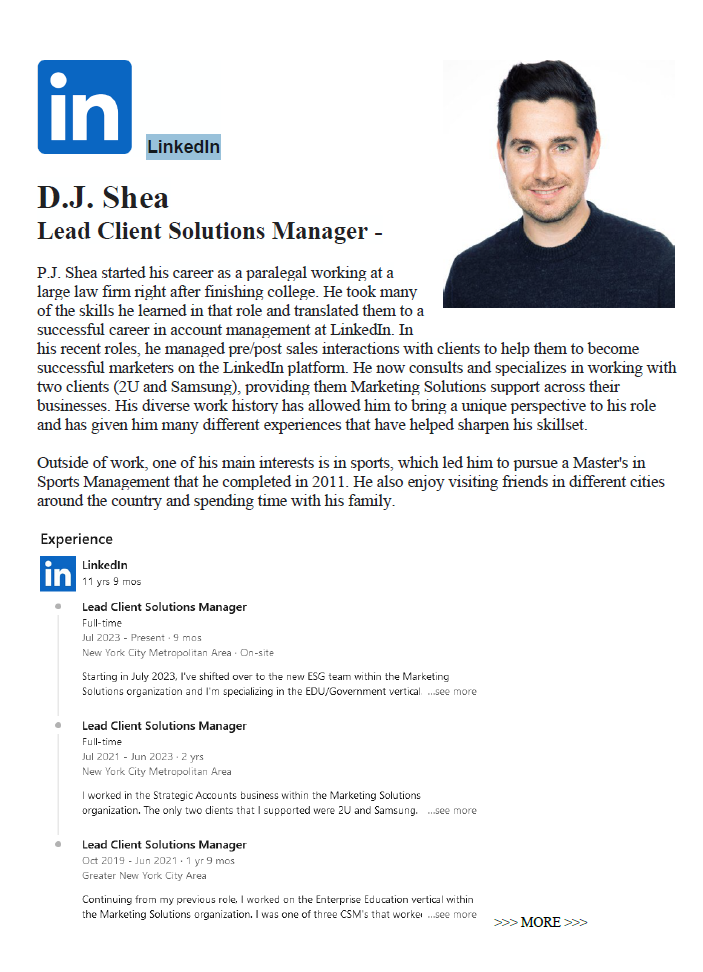 in
LinkedIn
D.J. Shea
Lead Client Solutions Manager -
P.J. Shea started his career as a paralegal working at a
large law firm right after finishing college. He took many
of the skills he learned in that role and translated them to a
successful career in account management at LinkedIn. In
his recent roles, he managed pre/post sales interactions with clients to help them to become
successful marketers on the LinkedIn platform. He now consults and specializes in working with
two clients (2U and Samsung), providing them Marketing Solutions support across their
businesses. His diverse work history has allowed him to bring a unique perspective to his role
and has given him many different experiences that have helped sharpen his skillset.
Outside of work, one of his main interests is in sports, which led him to pursue a Master's in
Sports Management that he completed in 2011. He also enjoy visiting friends in different cities
around the country and spending time with his family.
Experience
in
LinkedIn
11 yrs 9 mos
Lead Client Solutions Manager
Full-time
Jul 2023 - Present · 9 mos
New York City Metropolitan Area · On-site
Starting in July 2023, I've shifted over to the new ESG team within the Marketing
Solutions organization and I'm specializing in the EDU/Government vertical. ...see more
Lead Client Solutions Manager
Full-time
Jul 2021 - Jun 2023 · 2 yrs
New York City Metropolitan Area
I worked in the Strategic Accounts business within the Marketing Solutions
organization. The only two clients that I supported were 2U and Samsung. ...see more
Lead Client Solutions Manager
Oct 2019 - Jun 2021 · 1 yr 9 mos
Greater New York City Area
Continuing from my previous role, I worked on the Enterprise Education vertical within
the Marketing Solutions organization. I was one of three CSM's that worke ...see more
>>> MORE >>>